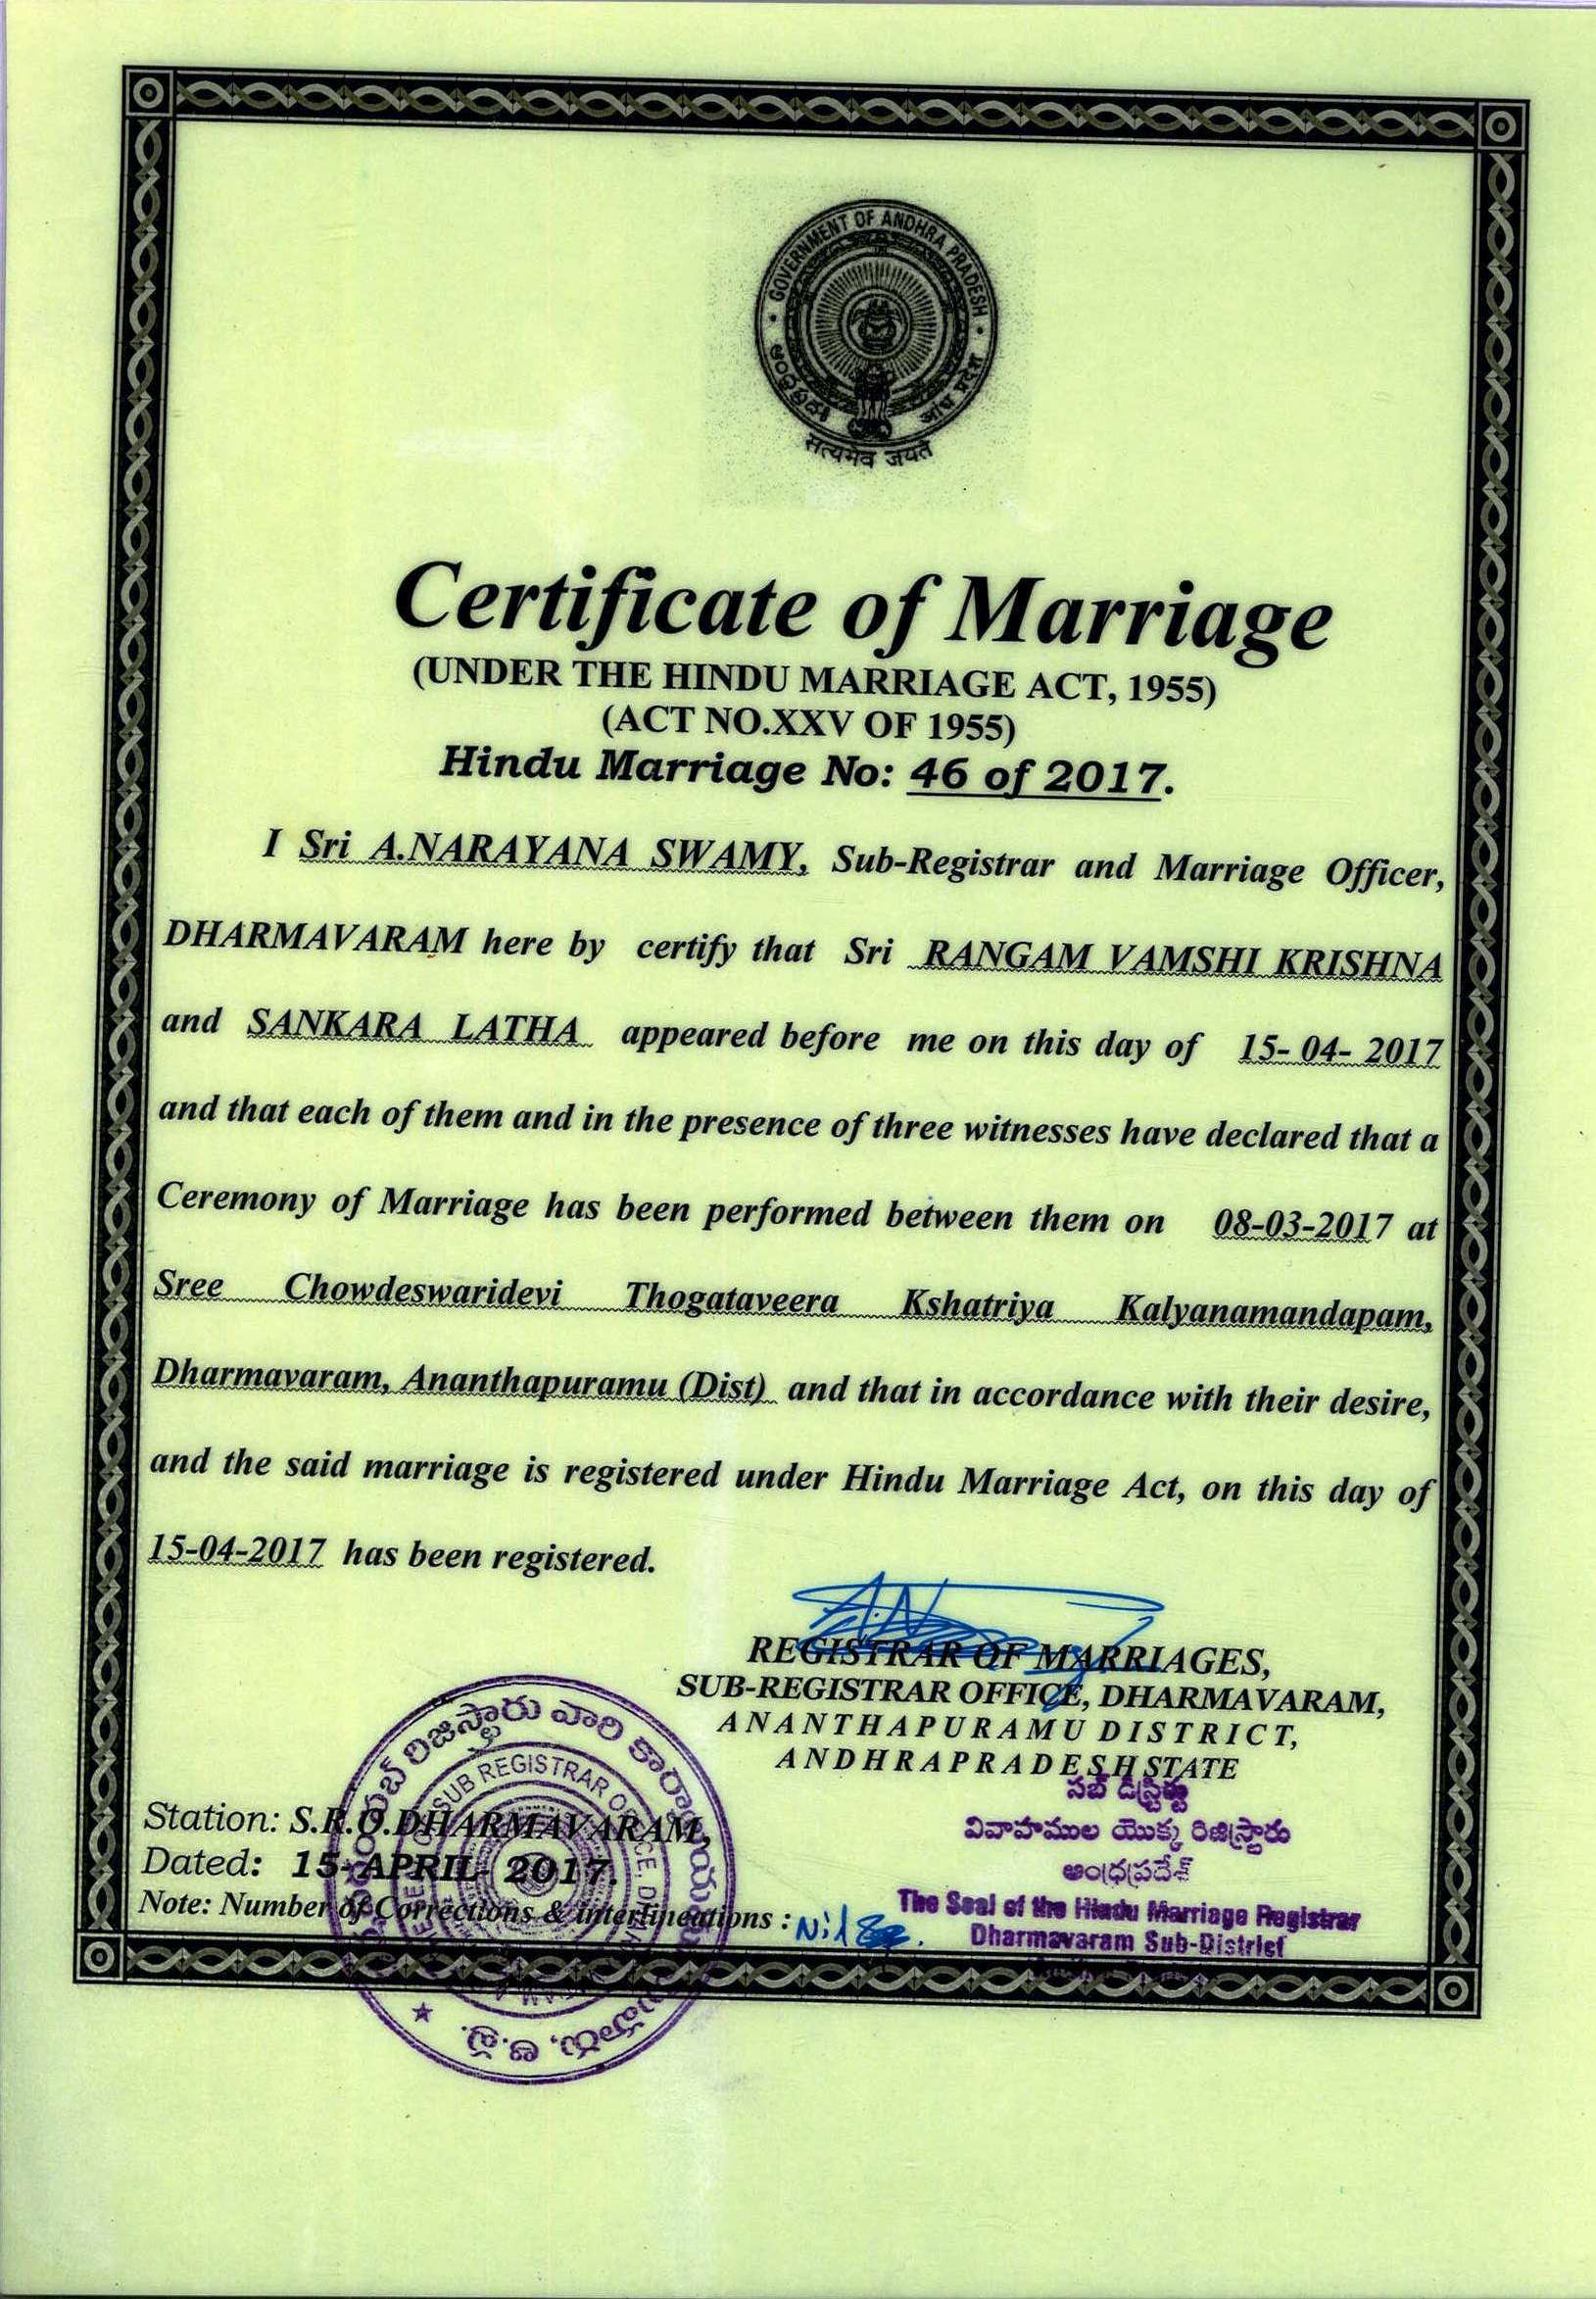 GOVERNMENT OF ANDHRA PRADESH
आंध्र प्रदेश
सत्यमेव जयते
Certificate of Marriage
(UNDER THE HINDU MARRIAGE ACT, 1955)
(ACT NO.XXV OF 1955)
Hindu Marriage No: 46 of 2017.
I Sri A.NARAYANA SWAMY, Sub-Registrar and Marriage Officer,
DHARMAVARAM here by certify that Sri RANGAM VAMSHI KRISHNA
and SANKARA LATHA appeared before me on this day of 15- 04- 2017
and that each of them and in the presence of three witnesses have declared that a
Ceremony of Marriage has been performed between them on 08-03-2017 at
Sree Chowdeswaridevi Thogataveera Kshatriya Kalyanamandapam,
Dharmavaram, Ananthapuramu (Dist) and that in accordance with their desire,
and the said marriage is registered under Hindu Marriage Act, on this day of
15-04-2017 has been registered.
REGISTRAR OF MARRIAGES,
SUB-REGISTRAR OFFICE, DHARMAVARAM,
ANANTHAPURAMU DISTRICT,
ANDHRAPRADESH STATE
సబ్ డిస్ట్రిక్టు
వివాహముల యొక్క రిజిస్ట్రారు
ఆంధ్రప్రదేశ్
The Seal of the Hindu Marriage Registrar
Dharmavaram Sub-District
సబ్ రిజిస్ట్రారు వారి కార్యాలయము
SUB REGISTRAR OFFICE
Station: S.R.O.DHARMAVARAM,
Dated: 15- APRIL- 2017.
Note: Number of Corrections & interlineations : Nil